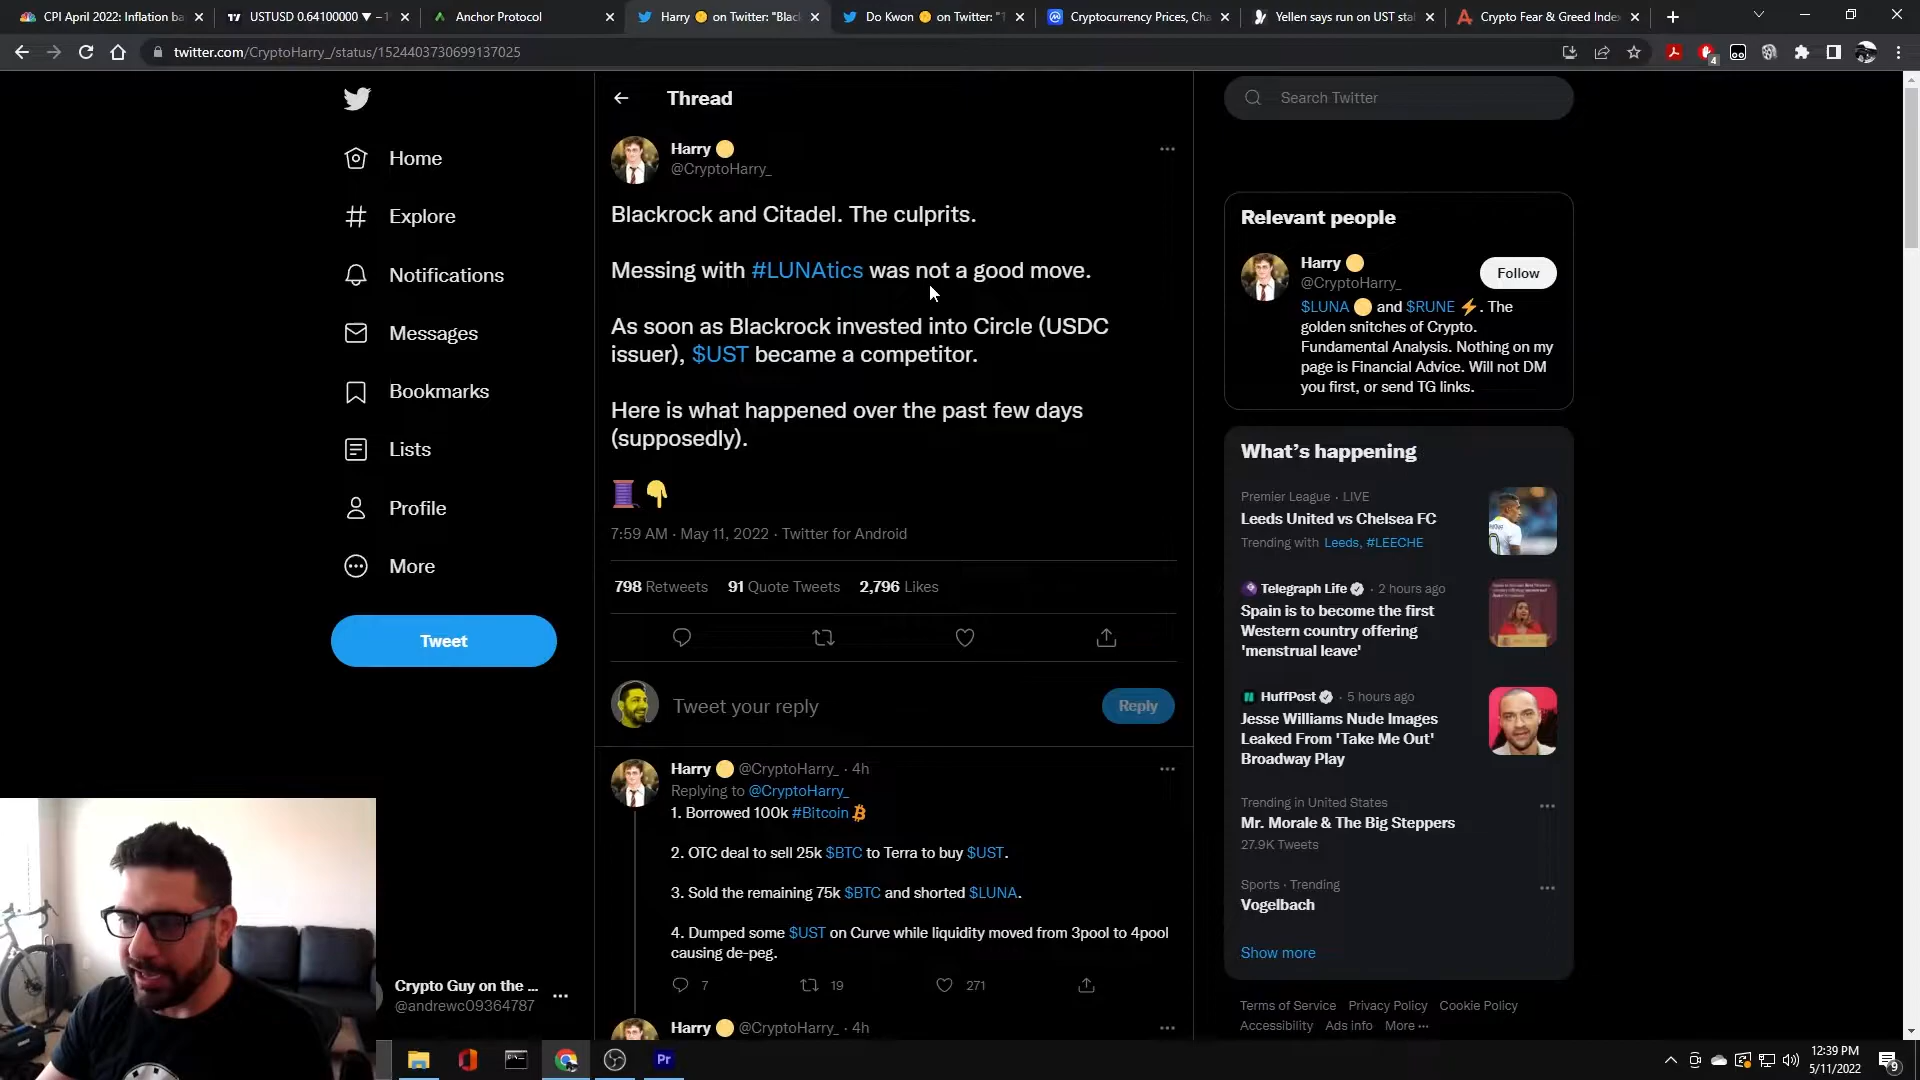 CPI April 2022: Inflation ba
USTUSD 0.64100000 ▼ −1
Anchor Protocol
Harry 🟡 on Twitter: "Blac
Do Kwon 🟡 on Twitter: "1
Cryptocurrency Prices, Cha
Yellen says run on UST sta
Crypto Fear & Greed Index
twitter.com/CryptoHarry_/status/1524403730699137025
4
Home
Explore
Notifications
Messages
Bookmarks
Lists
Profile
More
Tweet
Crypto Guy on the ...
@andrewc09364787
Thread
Harry 🟡
@CryptoHarry_
Blackrock and Citadel. The culprits.
Messing with #LUNAtics was not a good move.
As soon as Blackrock invested into Circle (USDC
issuer), $UST became a competitor.
Here is what happened over the past few days
(supposedly).
🧵👇
7:59 AM · May 11, 2022 · Twitter for Android
798 Retweets 91 Quote Tweets 2,796 Likes
Tweet your reply
Reply
Harry 🟡 @CryptoHarry_ · 4h
Replying to @CryptoHarry_
1. Borrowed 100k #Bitcoin
2. OTC deal to sell 25k $BTC to Terra to buy $UST.
3. Sold the remaining 75k $BTC and shorted $LUNA.
4. Dumped some $UST on Curve while liquidity moved from 3pool to 4pool
causing de-peg.
7 19 271
Harry 🟡 @CryptoHarry_ · 4h
Search Twitter
Relevant people
Harry 🟡
@CryptoHarry_
Follow
$LUNA 🟡 and $RUNE ⚡. The
golden snitches of Crypto.
Fundamental Analysis. Nothing on my
page is Financial Advice. Will not DM
you first, or send TG links.
What's happening
Premier League · LIVE
Leeds United vs Chelsea FC
Trending with Leeds, #LEECHE
Telegraph Life · 2 hours ago
Spain is to become the first
Western country offering
'menstrual leave'
HuffPost · 5 hours ago
Jesse Williams Nude Images
Leaked From 'Take Me Out'
Broadway Play
Trending in United States
Mr. Morale & The Big Steppers
27.9K Tweets
Sports · Trending
Vogelbach
Show more
Terms of Service Privacy Policy Cookie Policy
Accessibility Ads info More ···
Pr
12:39 PM
5/11/2022
9